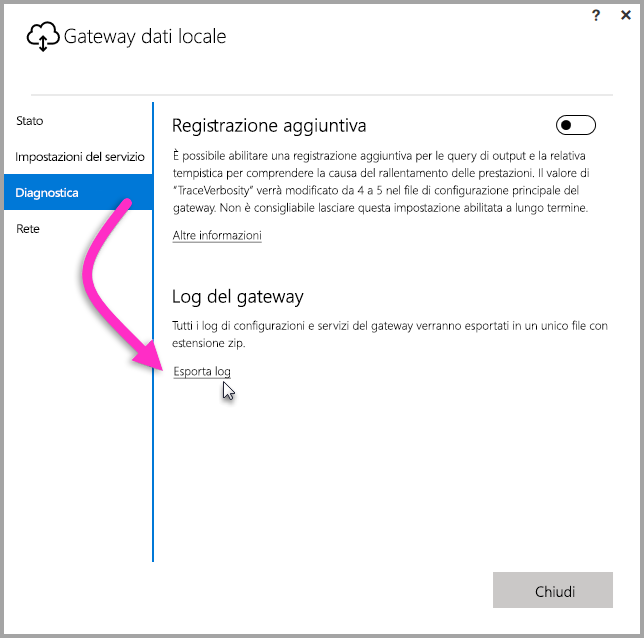 ? ×
Gateway dati locale
Stato
Impostazioni del servizio
Diagnostica
Rete
Registrazione aggiuntiva
È possibile abilitare una registrazione aggiuntiva per le query di output e la relativa
tempistica per comprendere la causa del rallentamento delle prestazioni. Il valore di
"TraceVerbosity" verrà modificato da 4 a 5 nel file di configurazione principale del
gateway. Non è consigliabile lasciare questa impostazione abilitata a lungo termine.
Altre informazioni
Log del gateway
Tutti i log di configurazioni e servizi del gateway verranno esportati in un unico file con
estensione zip.
Esporta log
Chiudi